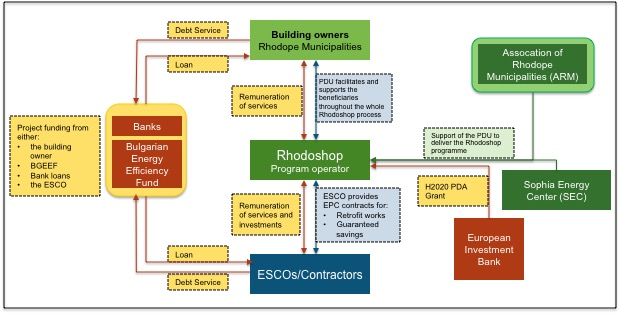 Debt Service
Building owners
Rhodope Municipalities
Loan
Assocation of
Rhodope
Municipalities (ARM)
Remuneration
of services
PDU facilitates and
supports the
beneficiaries
throughout the whole
Rhodoshop process
Project funding from
either:
• the building
owner
• BGEEF
• Bank loans
• the ESCO
Banks
Bulgarian
Energy
Efficiency
Fund
Support of the PDU to
deliver the Rhodoshop
programme
Rhodoshop
Program operator
Sophia Energy
Center (SEC)
H2020 PDA
Grant
Remuneration
of services and
investments
ESCO provides
EPC contracts for:
• Retrofit works
• Guaranteed
savings
European
Investment
Bank
Loan
ESCOs/Contractors
Debt Service